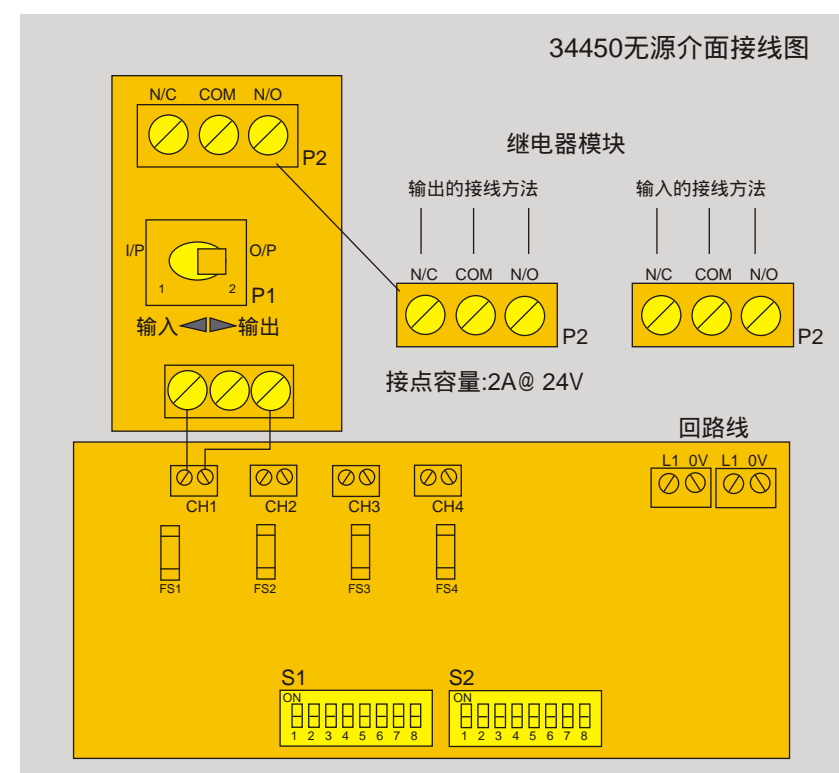 34450无源介面接线图
N/C COM N/O
P2
继电器模块
输出的接线方法
输入的接线方法
I/P
O/P
1
2
P1
输入
输出
N/C COM N/O
P2
N/C COM N/O
P2
接点容量:2A@ 24V
回路线
L1 0V L1 0V
CH1
CH2
CH3
CH4
FS1
FS2
FS3
FS4
S1
ON
1 2 3 4 5 6 7 8
S2
ON
1 2 3 4 5 6 7 8